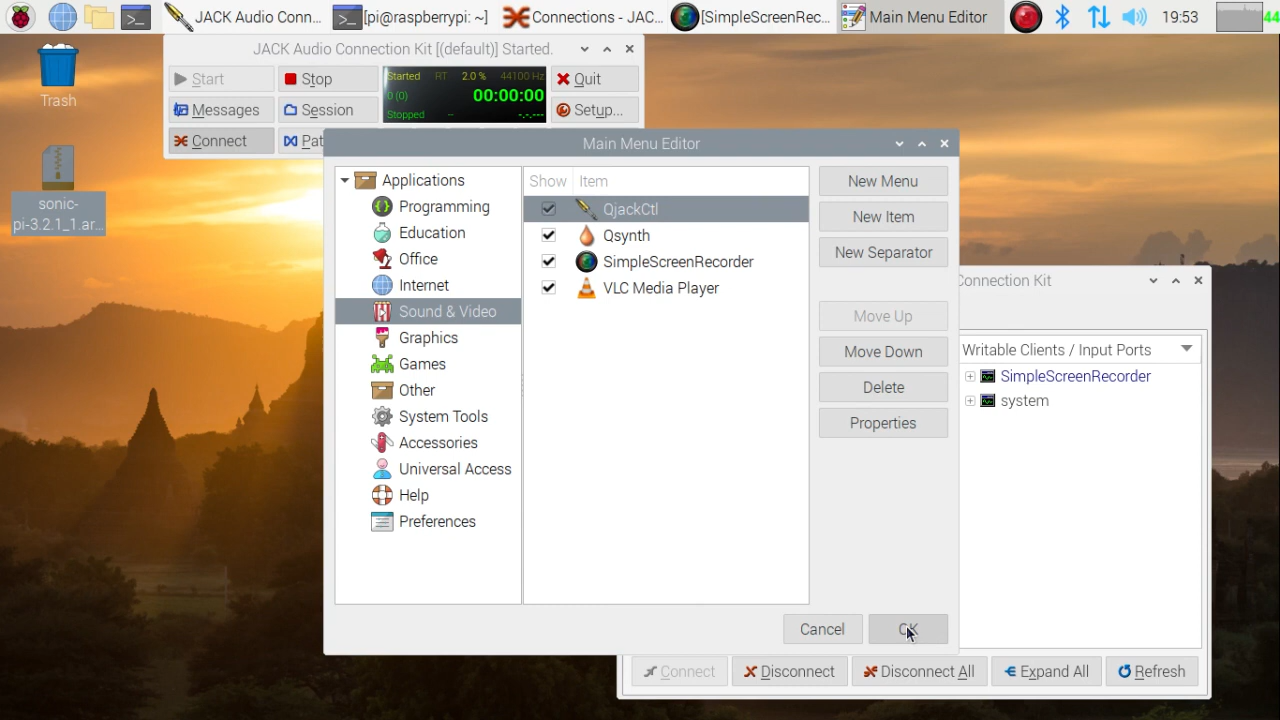 JACK Audio Conn...
[pi@raspberrypi: ~]
Connections - JAC...
[SimpleScreenRec...
Main Menu Editor
19:53
44
Trash
sonic-
pi-3.2.1_1.ar...
JACK Audio Connection Kit [(default)] Started.
Start
Stop
Started RT 2.0 % 44100 Hz
0 (0) 00:00:00
Stopped -- -.-.---
Quit
Messages
Session
Setup...
Connect
Pat
Main Menu Editor
Applications
Programming
Education
Office
Internet
Sound & Video
Graphics
Games
Other
System Tools
Accessories
Universal Access
Help
Preferences
Show Item
QjackCtl
Qsynth
SimpleScreenRecorder
VLC Media Player
New Menu
New Item
New Separator
Move Up
Move Down
Delete
Properties
Cancel
OK
Connection Kit
Writable Clients / Input Ports
SimpleScreenRecorder
system
Connect
Disconnect
Disconnect All
Expand All
Refresh